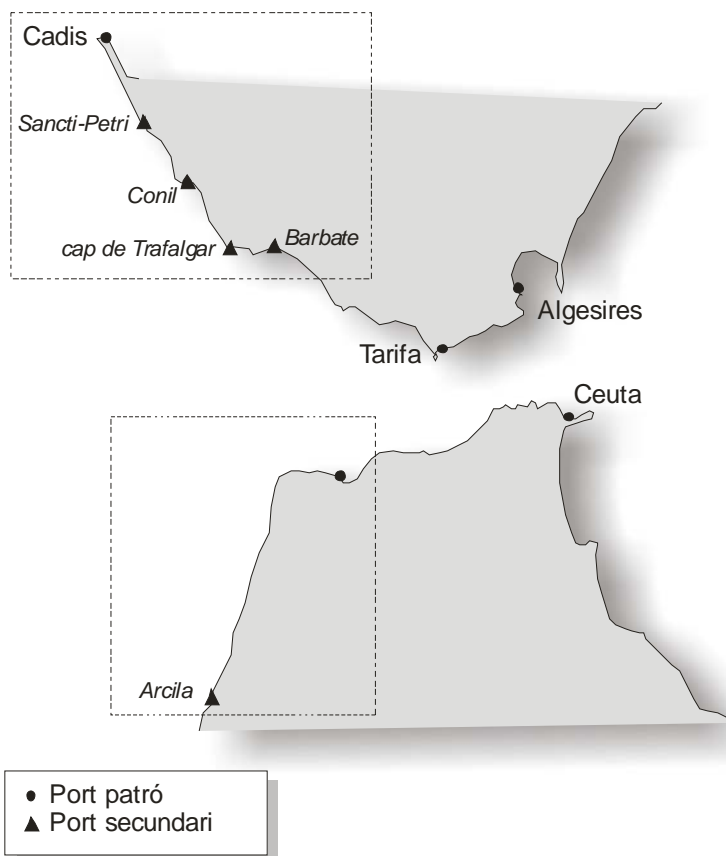 Cadis
Sancti-Petri
Conil
cap de Trafalgar
Barbate
Algesires
Tarifa
Ceuta
Arcila
Port patró
Port secundari